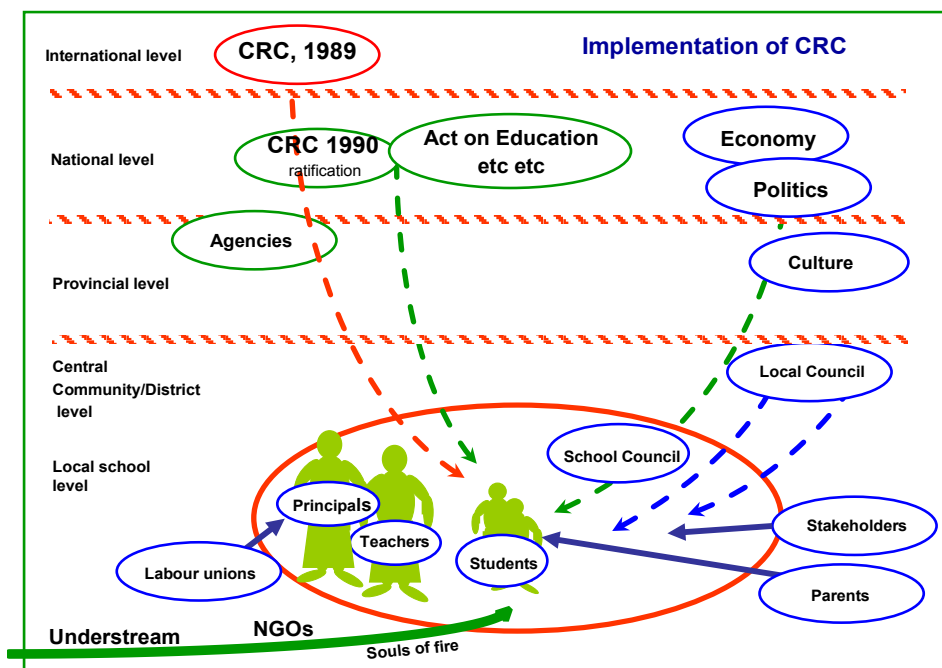 Implementation of CRC
International level
CRC, 1989
National level
CRC 1990
ratification
Act on Education
etc etc
Economy
Politics
Agencies
Culture
Provincial level
Central
Community/District
level
Local Council
Local school
level
School Council
Principals
Teachers
Students
Labour unions
Stakeholders
Parents
Understream
NGOs
Souls of fire